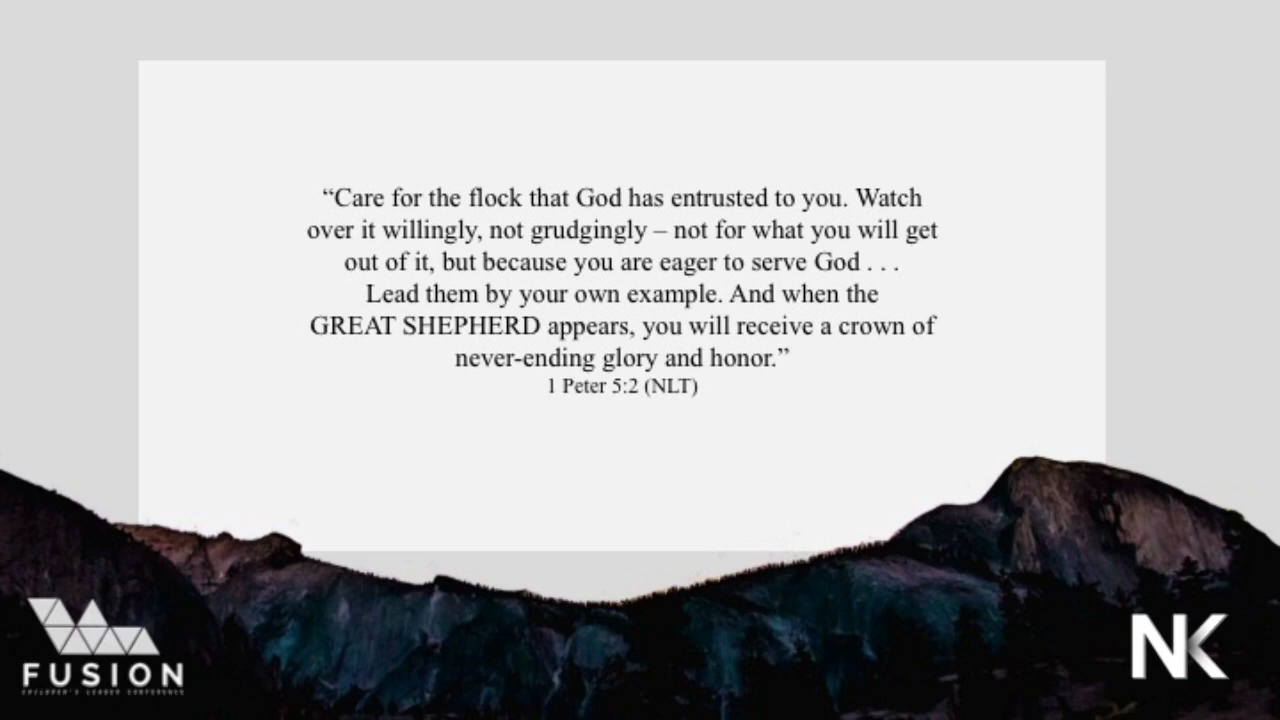 “Care for the flock that God has entrusted to you. Watch
over it willingly, not grudgingly – not for what you will get
out of it, but because you are eager to serve God . . .
Lead them by your own example. And when the
GREAT SHEPHERD appears, you will receive a crown of
never-ending glory and honor.”
1 Peter 5:2 (NLT)
FUSION
CHILDREN'S LEADER CONFERENCE
NK